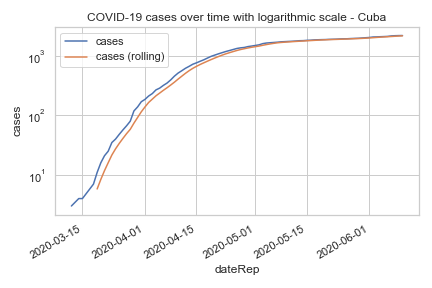 COVID-19 cases over time with logarithmic scale - Cuba
cases
cases (rolling)
10³
10²
10¹
cases
2020-03-15
2020-04-01
2020-04-15
2020-05-01
2020-05-15
2020-06-01
dateRep